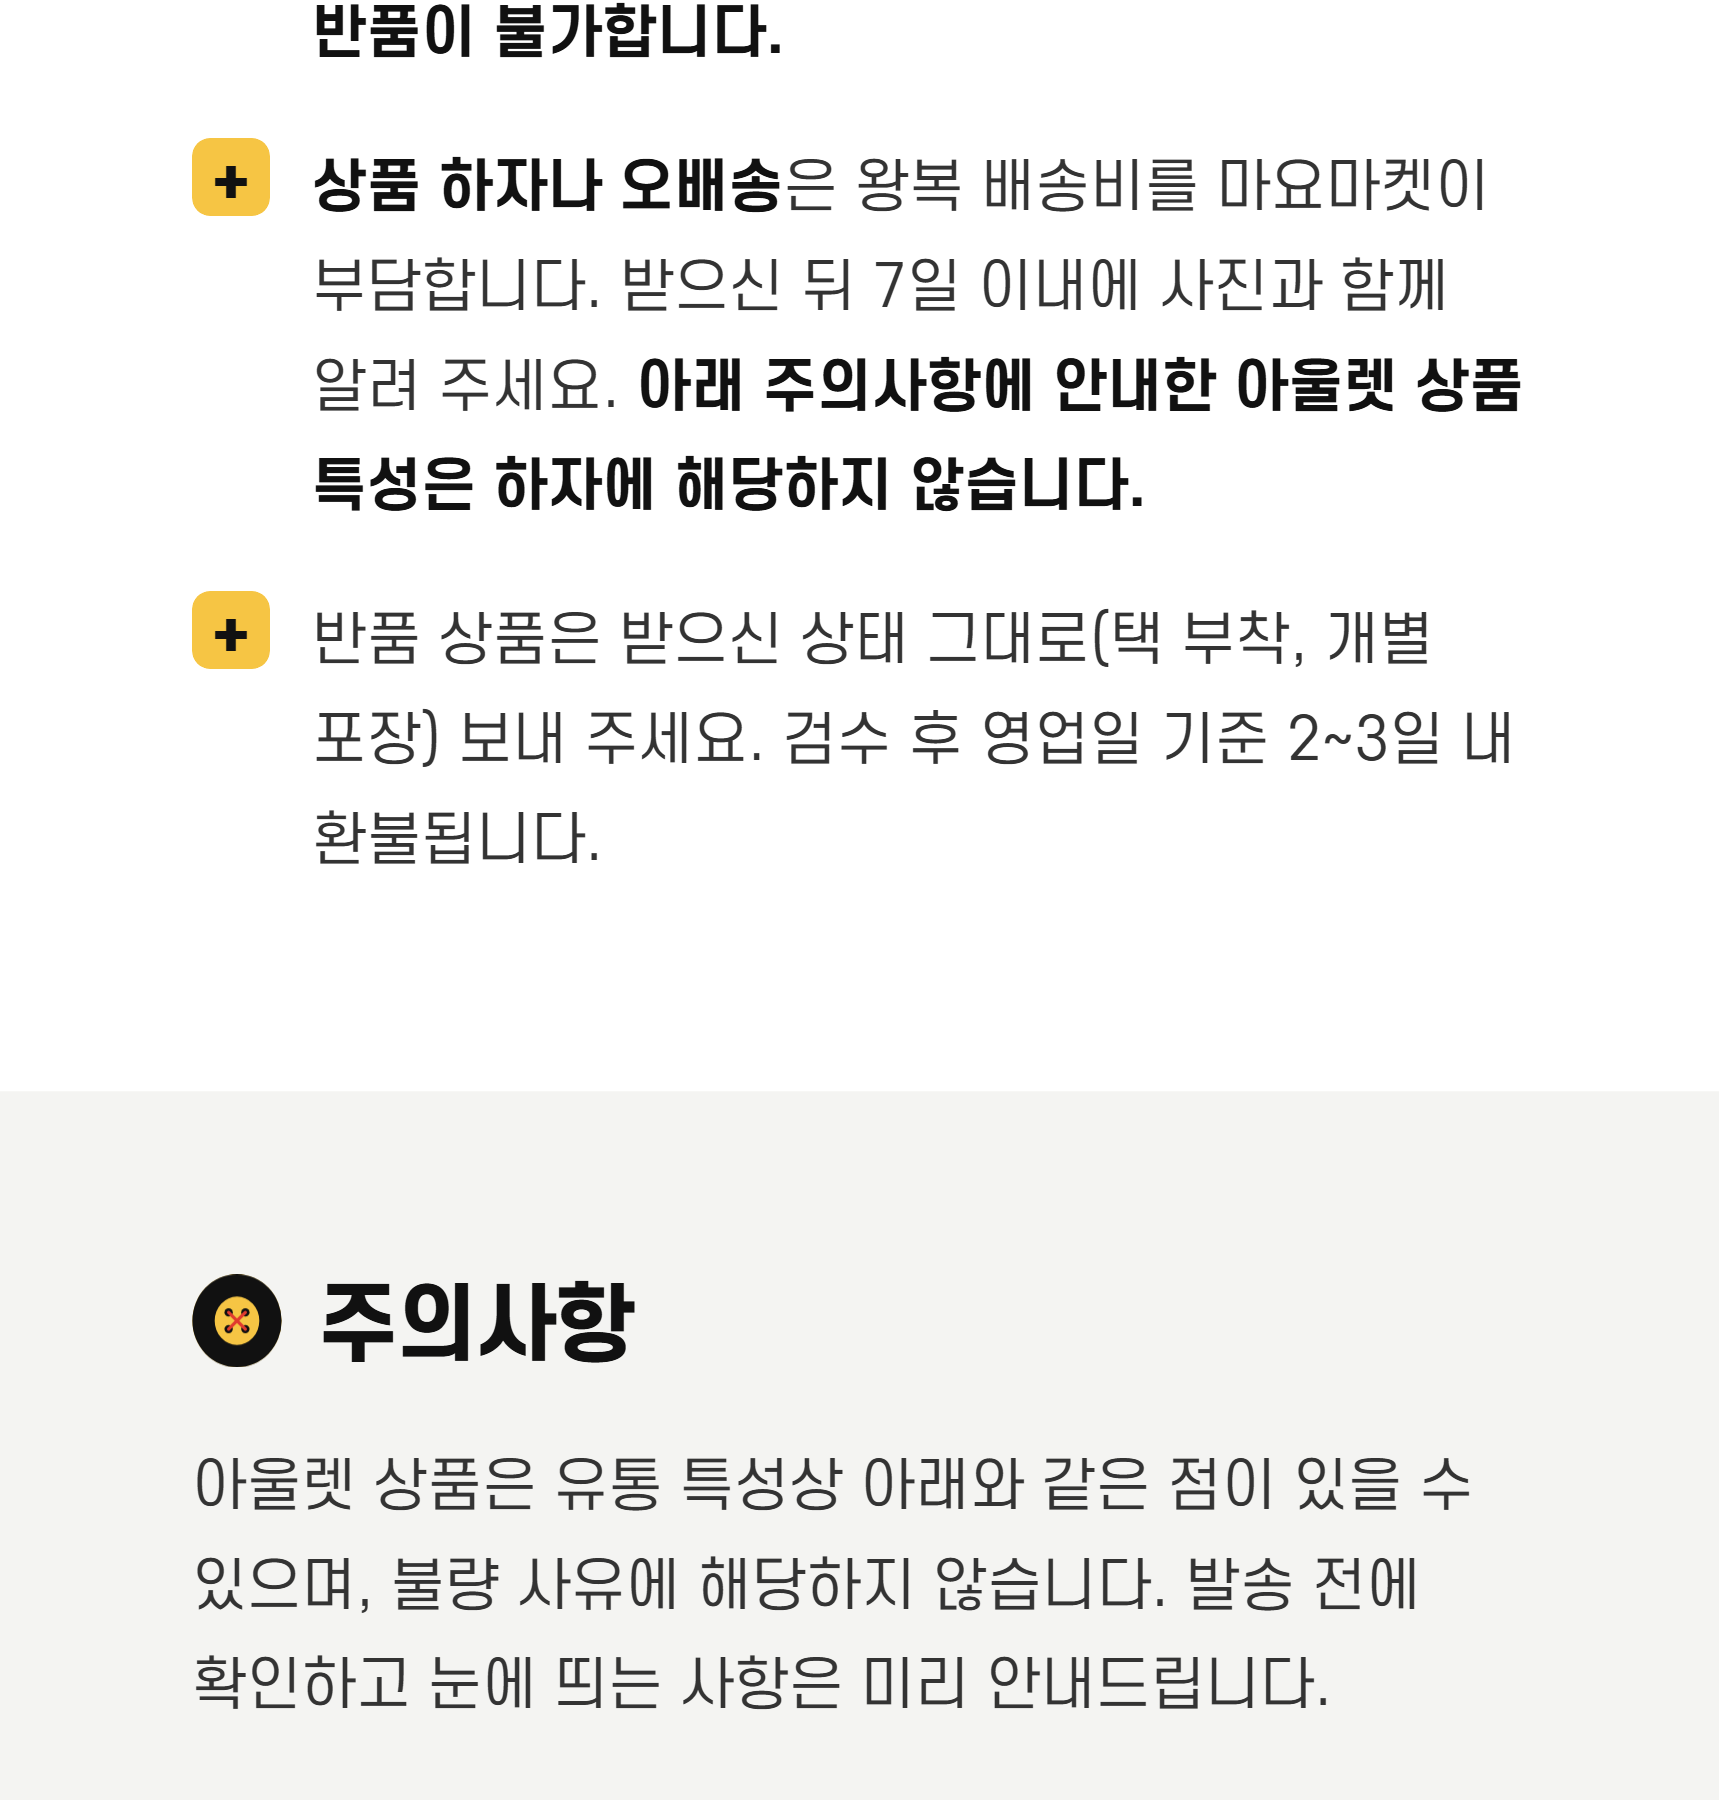 반품이 불가합니다.
상품 하자나 오배송은 왕복 배송비를 마요마켓이
부담합니다. 받으신 뒤 7일 이내에 사진과 함께
알려 주세요. 아래 주의사항에 안내한 아울렛 상품
특성은 하자에 해당하지 않습니다.
반품 상품은 받으신 상태 그대로(택 부착, 개별
포장) 보내 주세요. 검수 후 영업일 기준 2~3일 내
환불됩니다.
주의사항
아울렛 상품은 유통 특성상 아래와 같은 점이 있을 수
있으며, 불량 사유에 해당하지 않습니다. 발송 전에
확인하고 눈에 띄는 사항은 미리 안내드립니다.